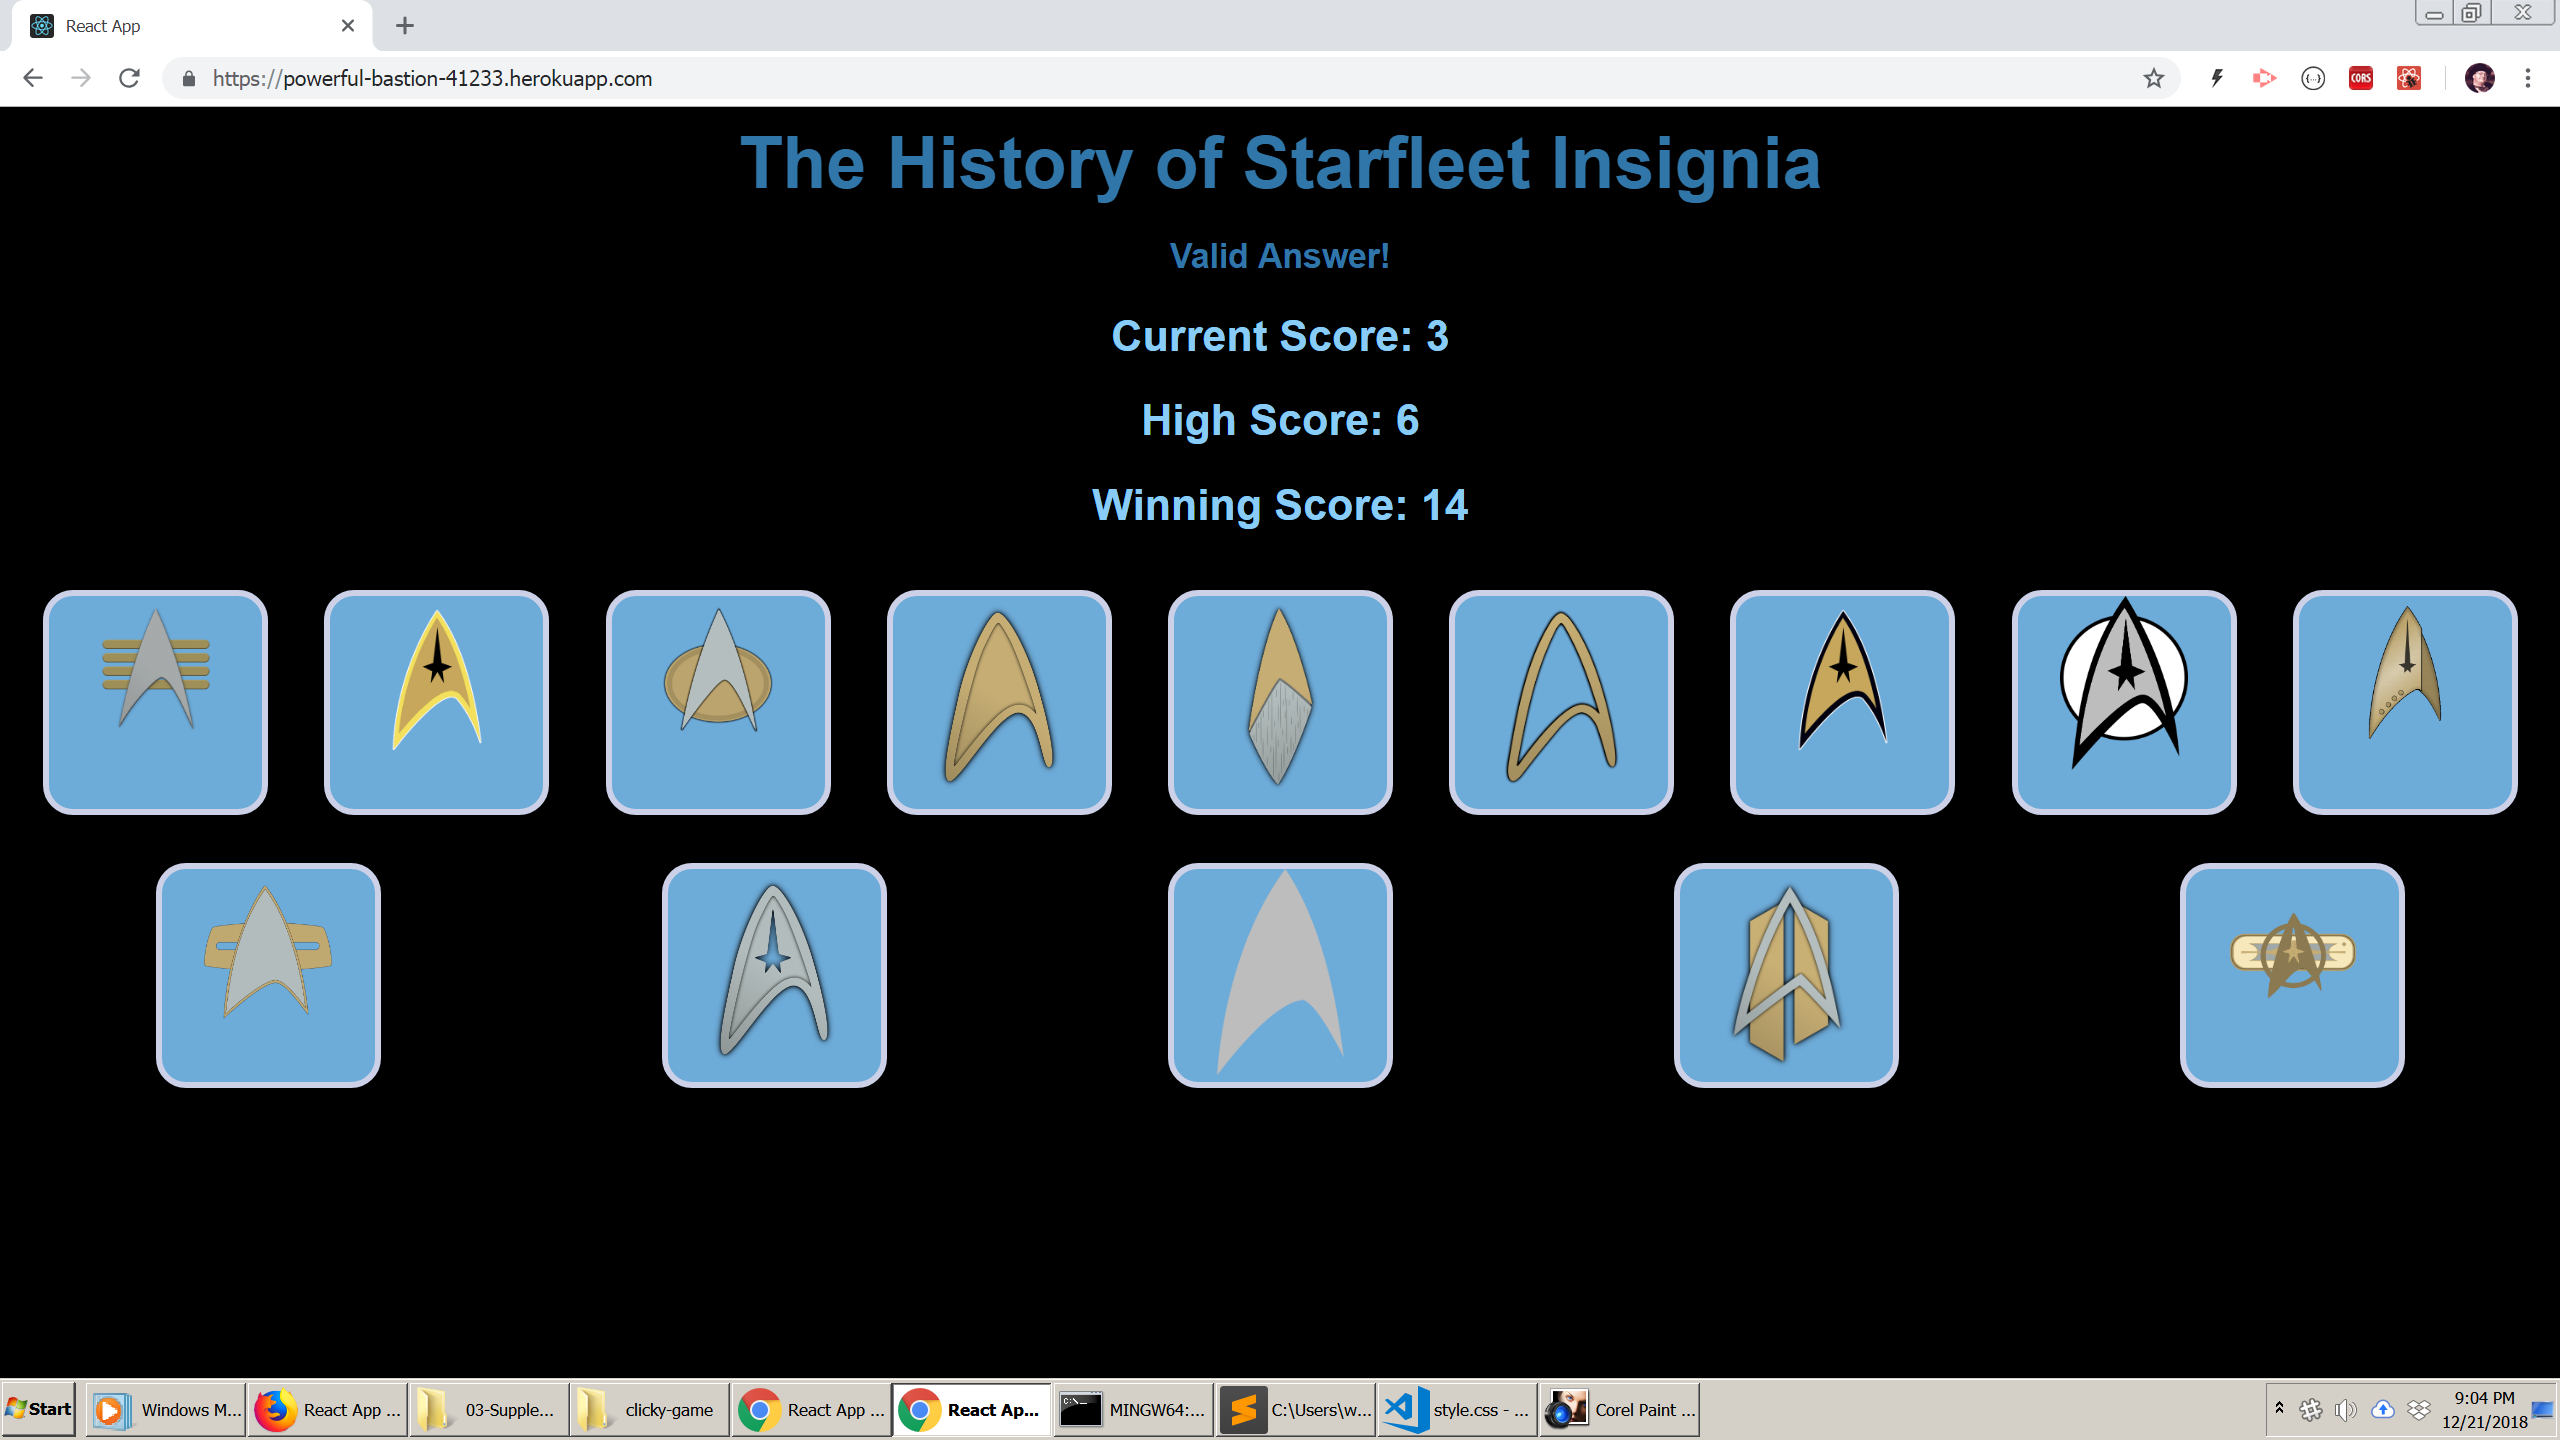 React App
https://powerful-bastion-41233.herokuapp.com
CORS
The History of Starfleet Insignia
Valid Answer!
Current Score: 3
High Score: 6
Winning Score: 14
Start
Windows M...
React App ...
03-Supple...
clicky-game
React App ...
React Ap...
MINGW64:...
C:\Users\w...
style.css - ...
Corel Paint ...
9:04 PM
12/21/2018